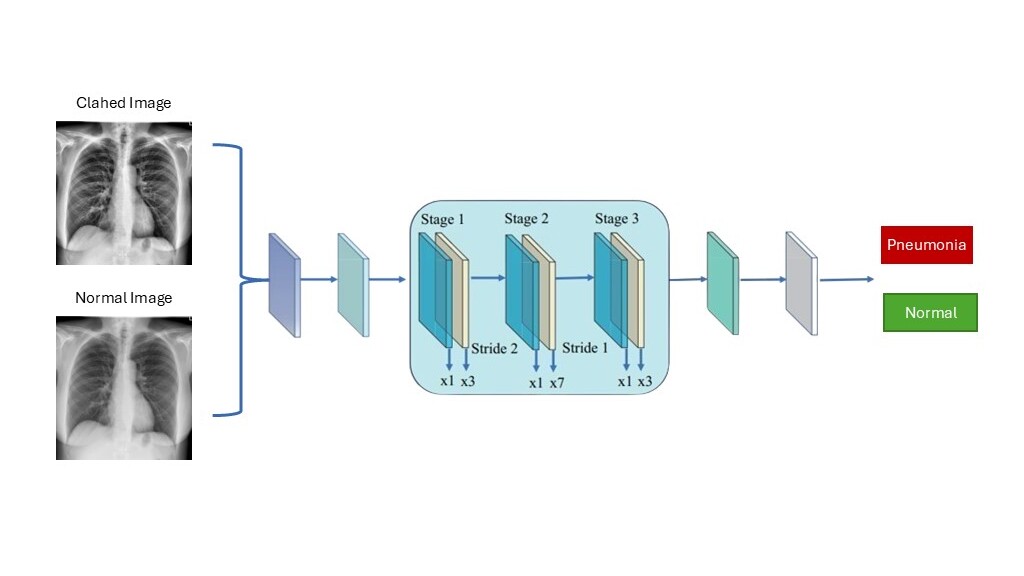 Clahed Image
Normal Image
Stage 1
Stage 2
Stage 3
Stride 2
Stride 1
x1 x3
x1 x7
x1 x3
Pneumonia
Normal